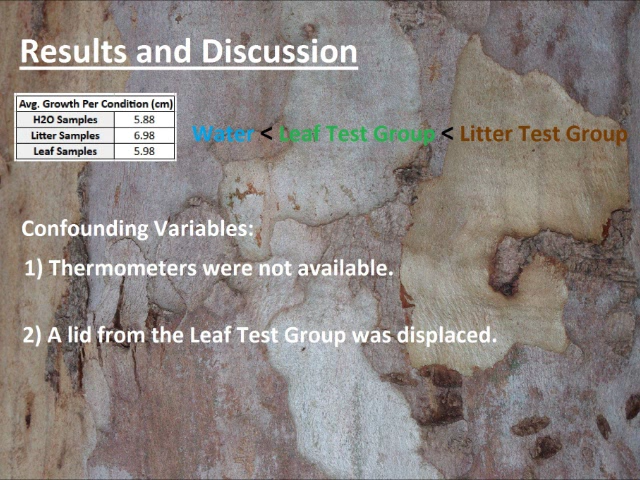 Results and Discussion
Avg. Growth Per Condition (cm)
H2O Samples 5.88
Litter Samples 6.98
Leaf Samples 5.98
Water < Leaf Test Group < Litter Test Group
Confounding Variables:
1) Thermometers were not available.
2) A lid from the Leaf Test Group was displaced.